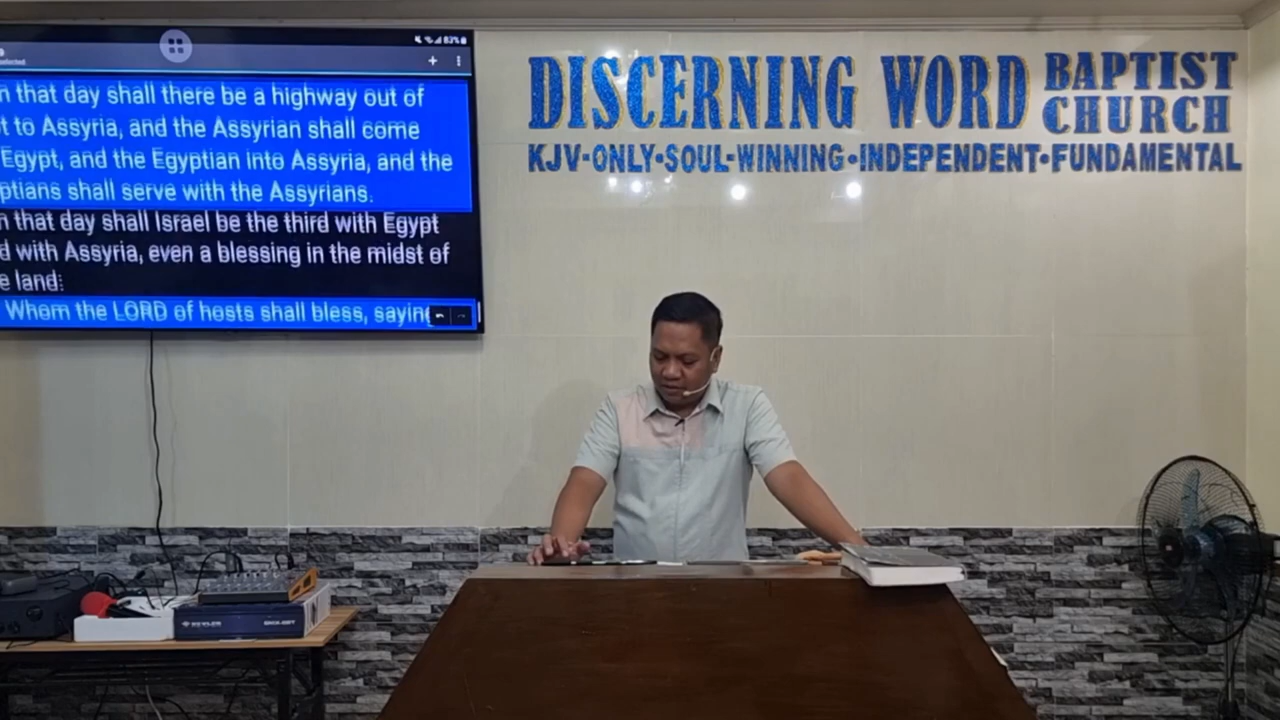 83%
selected
n that day shall there be a highway out of
t to Assyria, and the Assyrian shall come
Egypt, and the Egyptian into Assyria, and the
ptians shall serve with the Assyrians.
n that day shall Israel be the third with Egypt
d with Assyria, even a blessing in the midst of
e land:
Whom the LORD of hosts shall bless, saying
DISCERNING WORD BAPTIST
CHURCH
KJV-ONLY•SOUL-WINNING•INDEPENDENT•FUNDAMENTAL